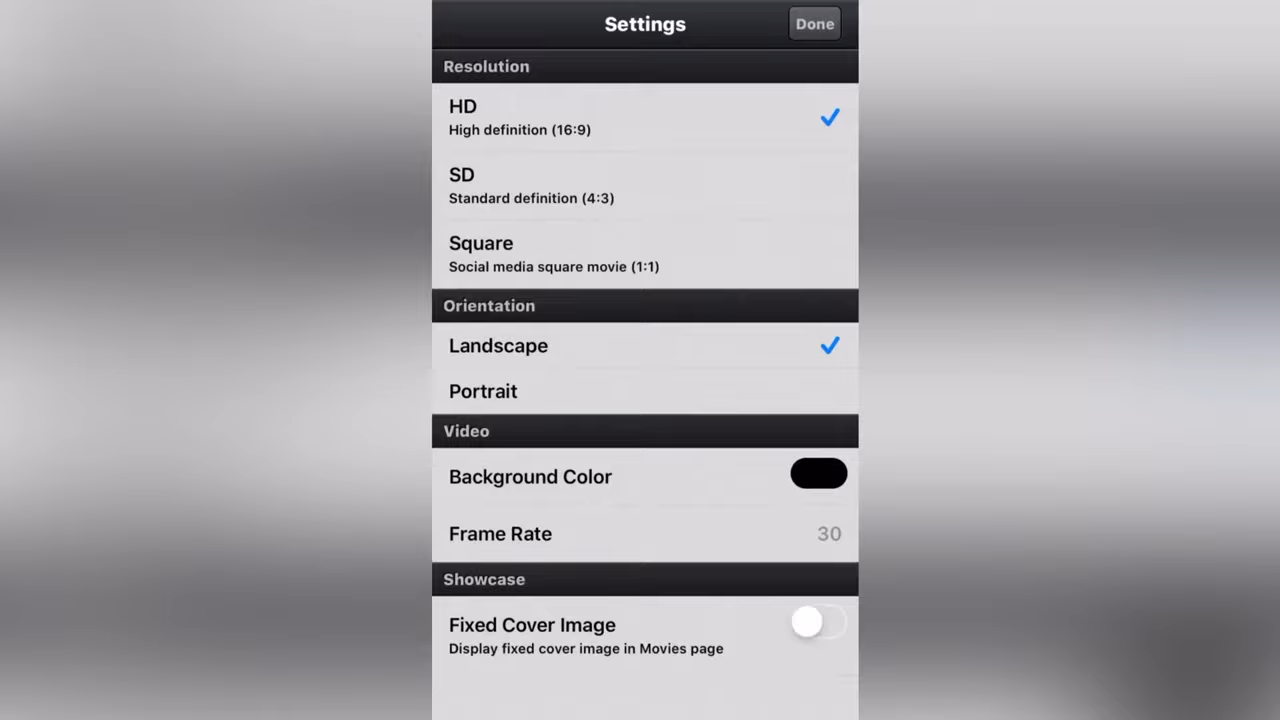 Settings
Done
Resolution
HD
High definition (16:9)
SD
Standard definition (4:3)
Square
Social media square movie (1:1)
Orientation
Landscape
Portrait
Video
Background Color
Frame Rate
30
Showcase
Fixed Cover Image
Display fixed cover image in Movies page